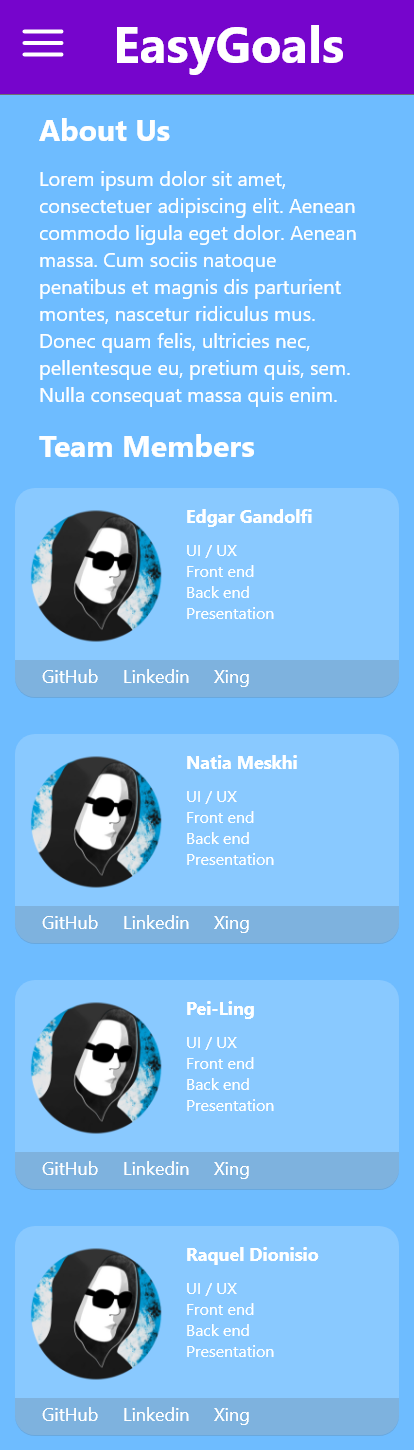 EasyGoals
About Us
Lorem ipsum dolor sit amet,
consectetuer adipiscing elit. Aenean
commodo ligula eget dolor. Aenean
massa. Cum sociis natoque
penatibus et magnis dis parturient
montes, nascetur ridiculus mus.
Donec quam felis, ultricies nec,
pellentesque eu, pretium quis, sem.
Nulla consequat massa quis enim.
Team Members
Edgar Gandolfi
UI / UX
Front end
Back end
Presentation
GitHub Linkedin Xing
Natia Meskhi
UI / UX
Front end
Back end
Presentation
GitHub Linkedin Xing
Pei-Ling
UI / UX
Front end
Back end
Presentation
GitHub Linkedin Xing
Raquel Dionisio
UI / UX
Front end
Back end
Presentation
GitHub Linkedin Xing